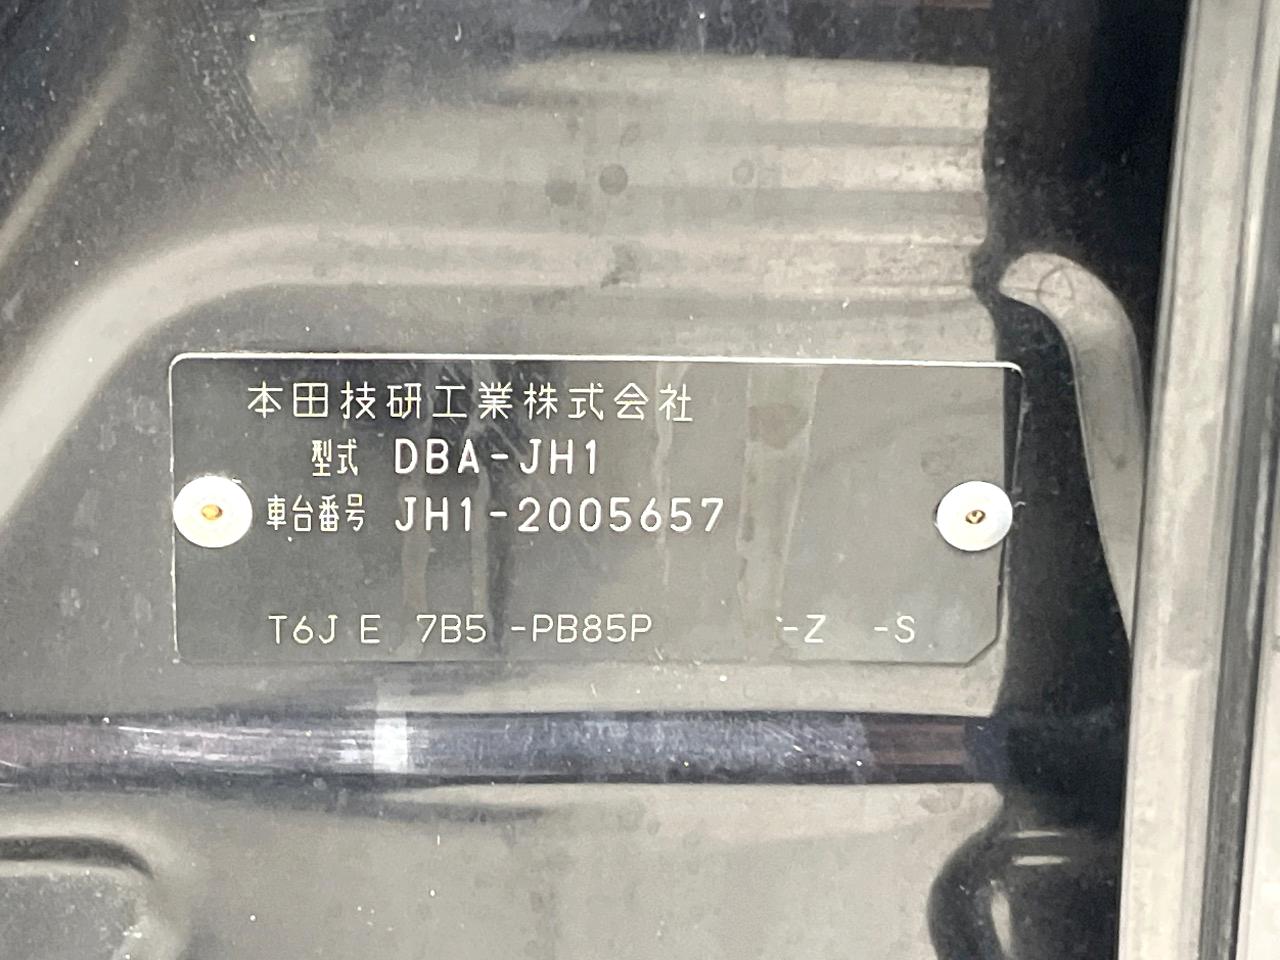 本田技研工業株式会社
型式 DBA-JH1
車台番号 JH1-2005657
T6J E 7B5 -PB85P -Z -S